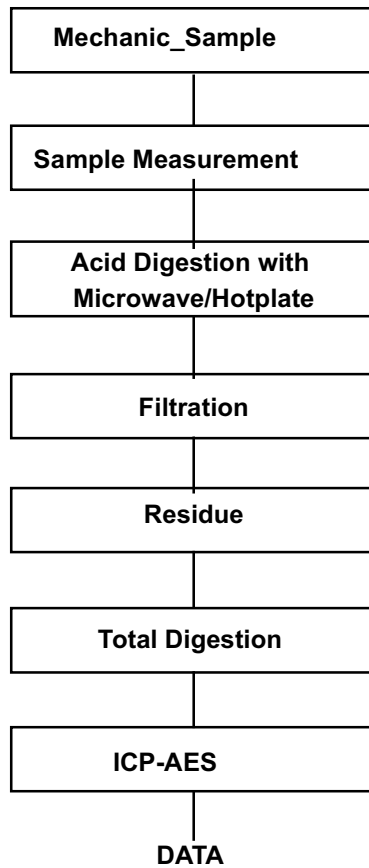 Mechanic_Sample
Sample Measurement
Acid Digestion with
Microwave/Hotplate
Filtration
Residue
Total Digestion
ICP-AES
DATA